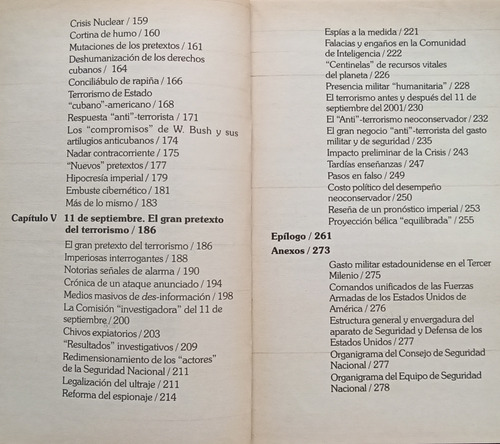 Crisis Nuclear / 159
Cortina de humo / 160
Mutaciones de los pretextos / 161
Deshumanización de los derechos
cubanos / 164
Conciliábulo de rapiña / 166
Terrorismo de Estado
"cubano"-americano / 168
Respuesta "anti"-terrorista / 171
Los "compromisos" de W. Bush y sus
artilugios anticubanos / 174
Nadar contracorriente / 175
"Nuevos" pretextos / 177
Hipocresía imperial / 179
Embuste cibernético / 181
Más de lo mismo / 183
Capítulo V 11 de septiembre. El gran pretexto
del terrorismo / 186
El gran pretexto del terrorismo / 186
Imperiosas interrogantes / 188
Notorias señales de alarma / 190
Crónica de un ataque anunciado / 194
Medios masivos de des-información / 198
La Comisión "investigadora" del 11 de
septiembre / 200
Chivos expiatorios / 203
"Resultados" investigativos / 209
Redimensionamiento de los "actores"
de la Seguridad Nacional / 211
Legalización del ultraje / 211
Reforma del espionaje / 214
Espías a la medida / 221
Falacias y engaños en la Comunidad
de Inteligencia / 222
"Centinelas" de recursos vitales
del planeta / 226
Presencia militar "humanitaria" / 228
El terrorismo antes y después del 11 de
septiembre del 2001 / 230
El "Anti"-terrorismo neoconservador / 232
El gran negocio "anti"-terrorista del gasto
militar y de seguridad / 235
Impacto preliminar de la Crisis / 243
Tardías enseñanzas / 247
Pasos en falso / 249
Costo político del desempeño
neoconservador / 250
Reseña de un pronóstico imperial / 253
Proyección bélica "equilibrada" / 255
Epílogo / 261
Anexos / 273
Gasto militar estadounidense en el Tercer
Milenio / 275
Comandos unificados de las Fuerzas
Armadas de los Estados Unidos de
América / 276
Estructura general y envergadura del
aparato de Seguridad y Defensa de los
Estados Unidos / 277
Organigrama del Consejo de Seguridad
Nacional / 277
Organigrama del Equipo de Seguridad
Nacional / 278